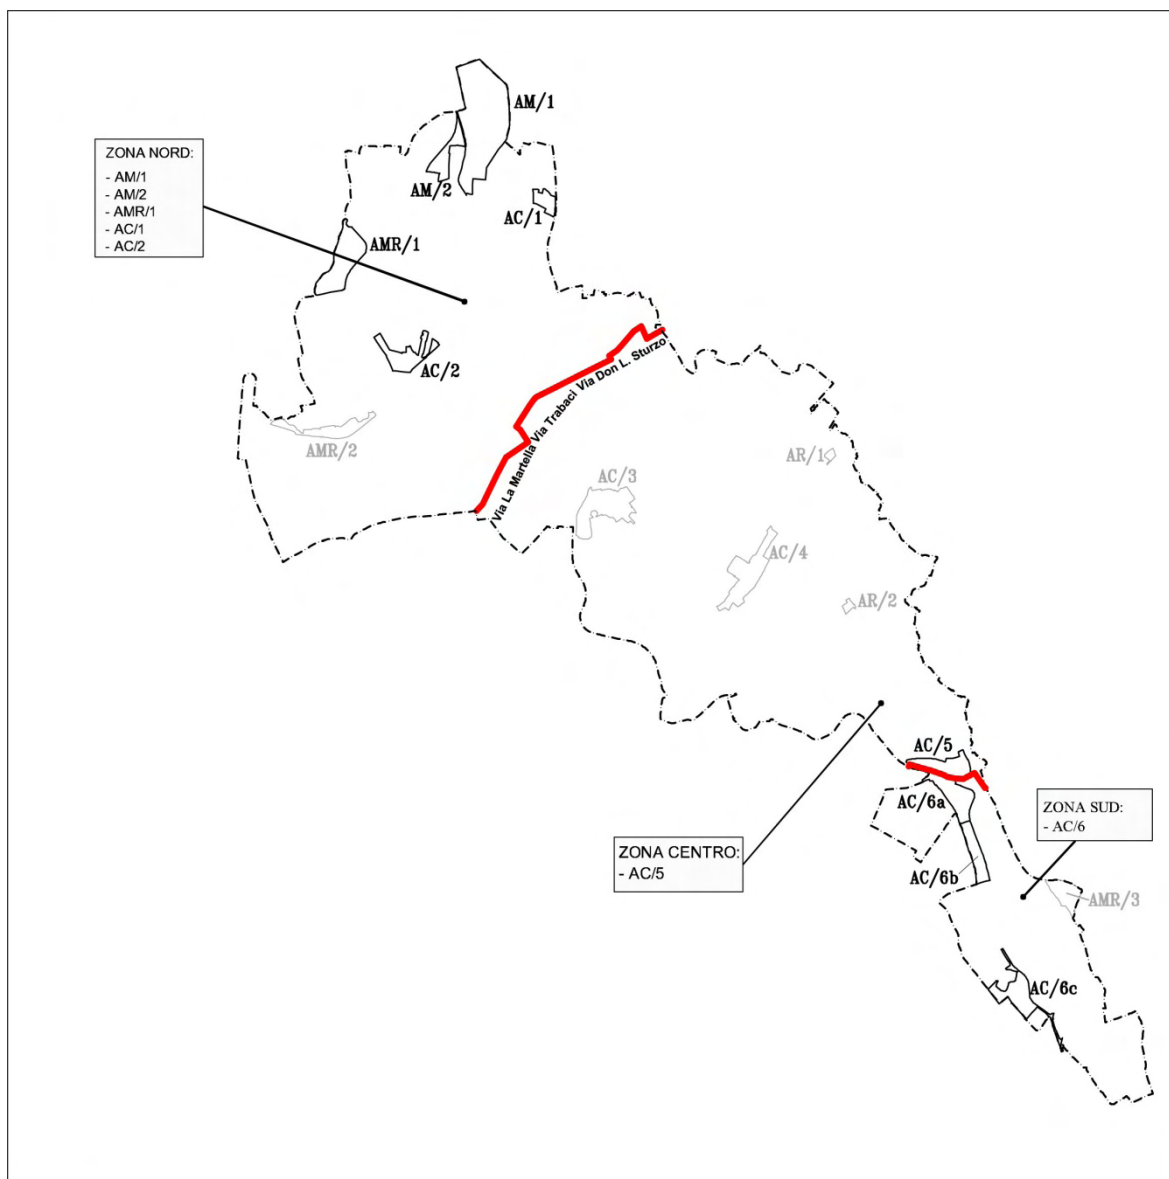 AM/1
ZONA NORD:
- AM/1
- AM/2
- AMR/1
- AC/1
- AC/2
AM/2
AC/1
AMR/1
AC/2
Via La Martella Via Trabaci Via Don L. Sturzo
AMR/2
AC/3
AR/1
AC/4
AR/2
AC/5
AC/6a
ZONA SUD:
- AC/6
ZONA CENTRO:
- AC/5
AC/6b
AMR/3
AC/6c